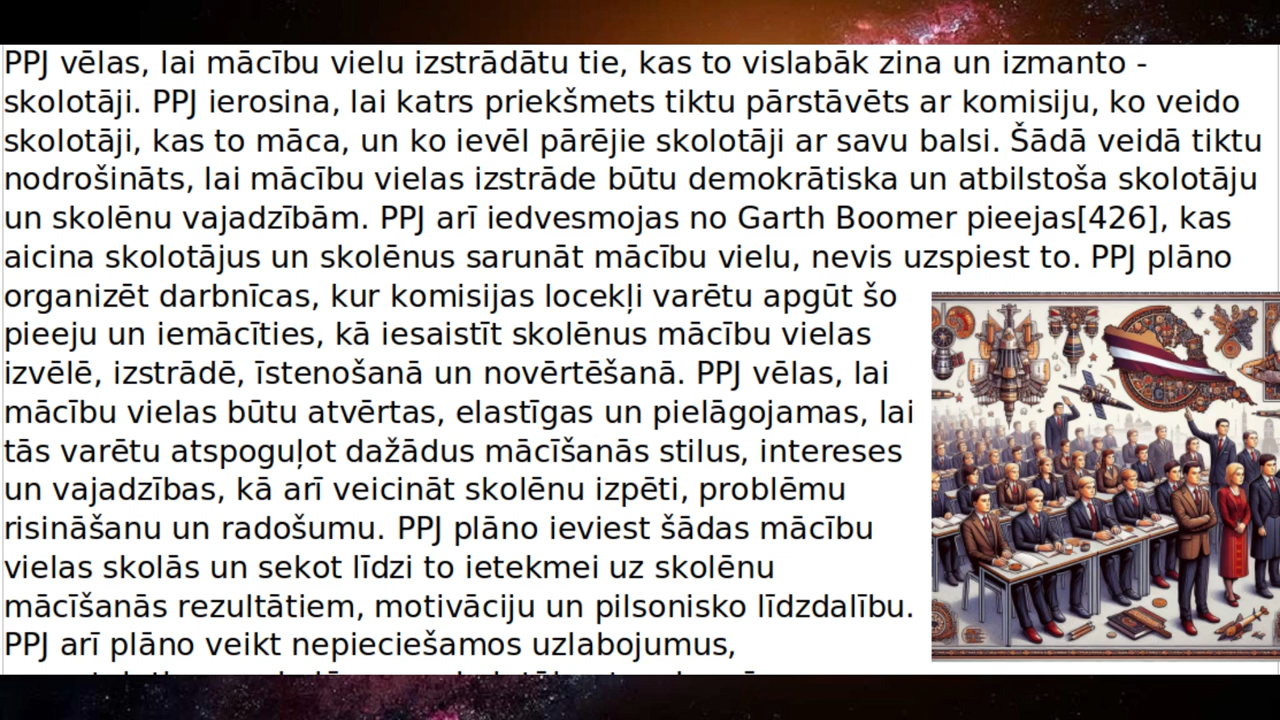 PPJ vēlas, lai mācību vielu izstrādātu tie, kas to vislabāk zina un izmanto -
skolotāji. PPJ ierosina, lai katrs priekšmets tiktu pārstāvēts ar komisiju, ko veido
skolotāji, kas to māca, un ko ievēl pārējie skolotāji ar savu balsi. Šādā veidā tiktu
nodrošināts, lai mācību vielas izstrāde būtu demokrātiska un atbilstoša skolotāju
un skolēnu vajadzībām. PPJ arī iedvesmojas no Garth Boomer pieejas[426], kas
aicina skolotājus un skolēnus sarunāt mācību vielu, nevis uzspiest to. PPJ plāno
organizēt darbnīcas, kur komisijas locekļi varētu apgūt šo
pieeju un iemācīties, kā iesaistīt skolēnus mācību vielas
izvēlē, izstrādē, īstenošanā un novērtēšanā. PPJ vēlas, lai
mācību vielas būtu atvērtas, elastīgas un pielāgojamas, lai
tās varētu atspoguļot dažādus mācīšanās stilus, intereses
un vajadzības, kā arī veicināt skolēnu izpēti, problēmu
risināšanu un radošumu. PPJ plāno ieviest šādas mācību
vielas skolās un sekot līdzi to ietekmei uz skolēnu
mācīšanās rezultātiem, motivāciju un pilsonisko līdzdalību.
PPJ arī plāno veikt nepieciešamos uzlabojumus,